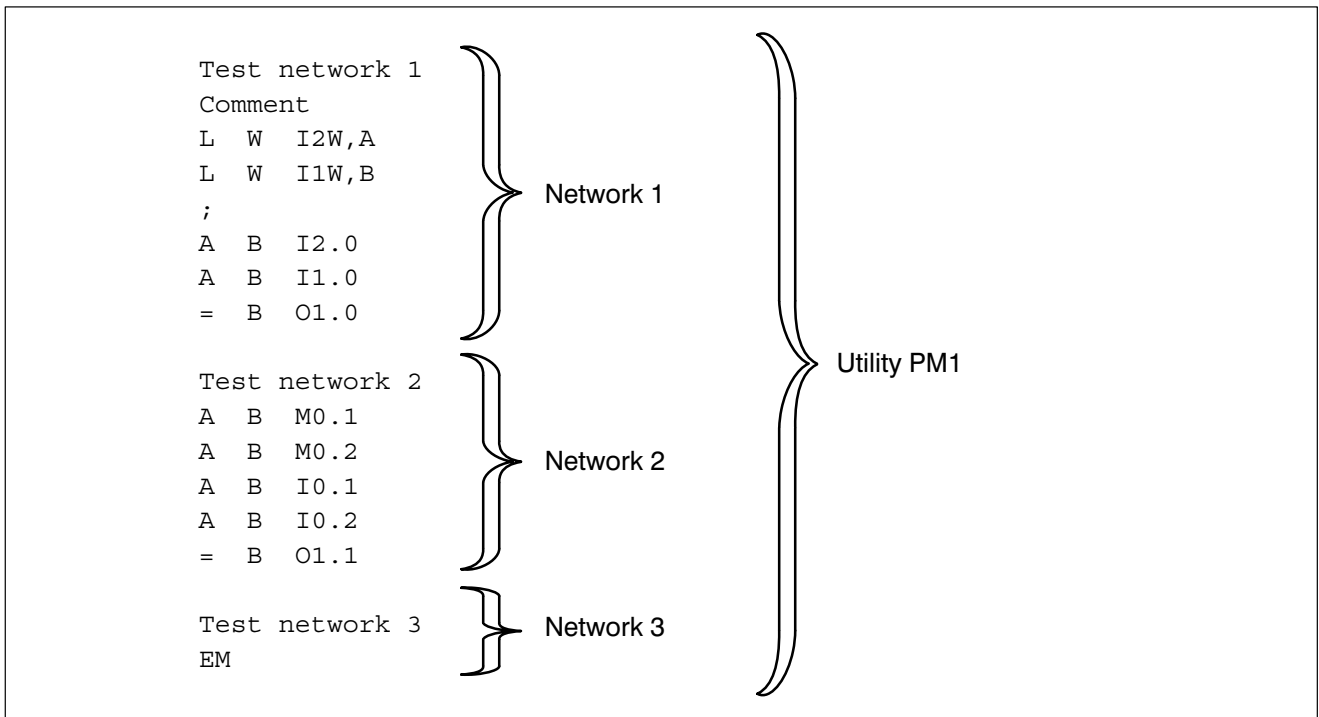 Test network 1
Comment
L W I2W,A
L W I1W,B
;
A B I2.0
A B I1.0
= B O1.0
Network 1
Test network 2
A B M0.1
A B M0.2
A B I0.1
A B I0.2
= B O1.1
Network 2
Test network 3
EM
Network 3
Utility PM1